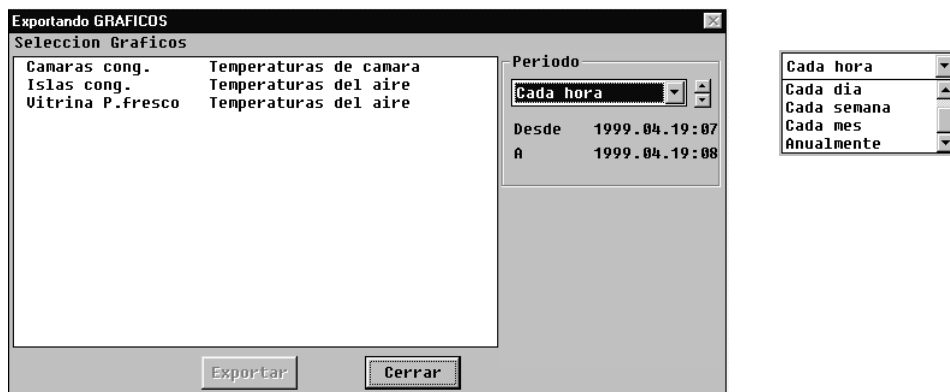 Exportando GRAFICOS
Seleccion Graficos
Camaras cong. Temperaturas de camara
Islas cong. Temperaturas del aire
Vitrina P.fresco Temperaturas del aire
Periodo
Cada hora
Desde 1999.04.19:07
A 1999.04.19:08
Exportar
Cerrar
Cada hora
Cada dia
Cada semana
Cada mes
Anualmente